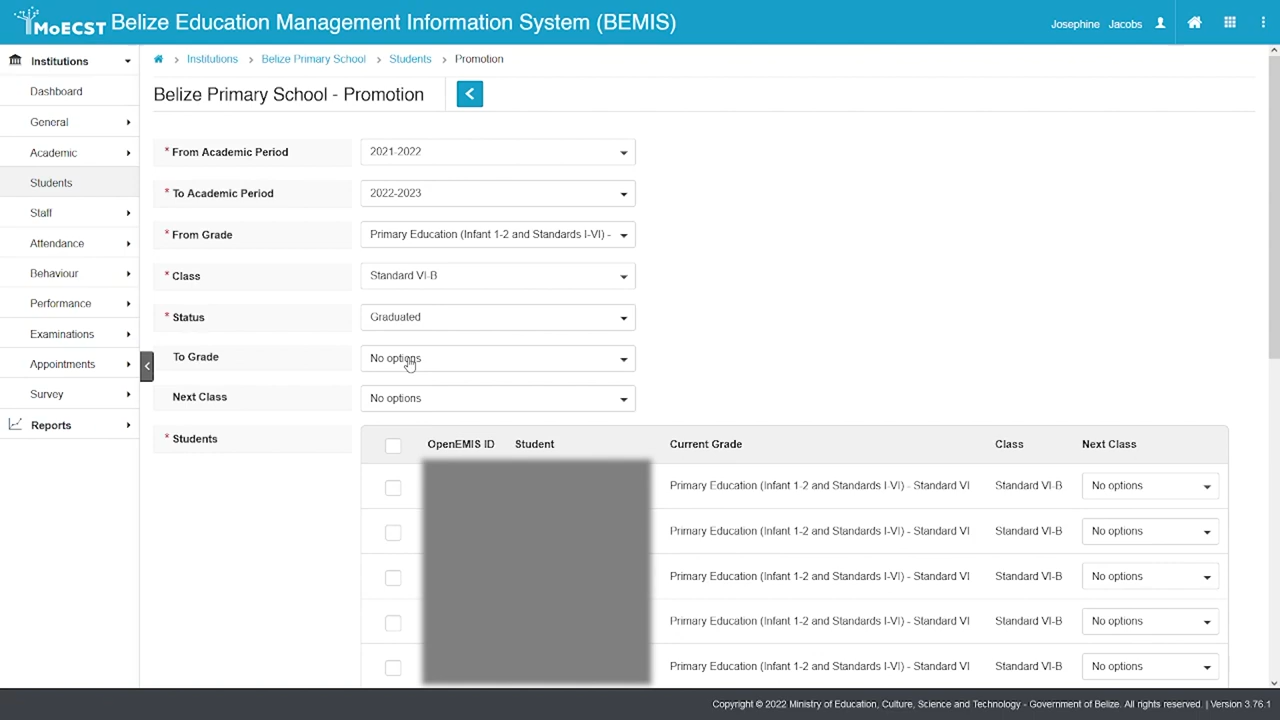 MoECST Belize Education Management Information System (BEMIS)
Josephine Jacobs
Institutions
Dashboard
General
Academic
Students
Staff
Attendance
Behaviour
Performance
Examinations
Appointments
Survey
Reports
Institutions > Belize Primary School > Students > Promotion
Belize Primary School - Promotion
* From Academic Period 2021-2022
* To Academic Period 2022-2023
* From Grade Primary Education (Infant 1-2 and Standards I-VI) -
* Class Standard VI-B
* Status Graduated
To Grade No options
Next Class No options
* Students
OpenEMIS ID Student Current Grade Class Next Class
Primary Education (Infant 1-2 and Standards I-VI) - Standard VI Standard VI-B No options
Primary Education (Infant 1-2 and Standards I-VI) - Standard VI Standard VI-B No options
Primary Education (Infant 1-2 and Standards I-VI) - Standard VI Standard VI-B No options
Primary Education (Infant 1-2 and Standards I-VI) - Standard VI Standard VI-B No options
Primary Education (Infant 1-2 and Standards I-VI) - Standard VI Standard VI-B No options
Copyright © 2022 Ministry of Education, Culture, Science and Technology - Government of Belize. All rights reserved. | Version 3.76.1